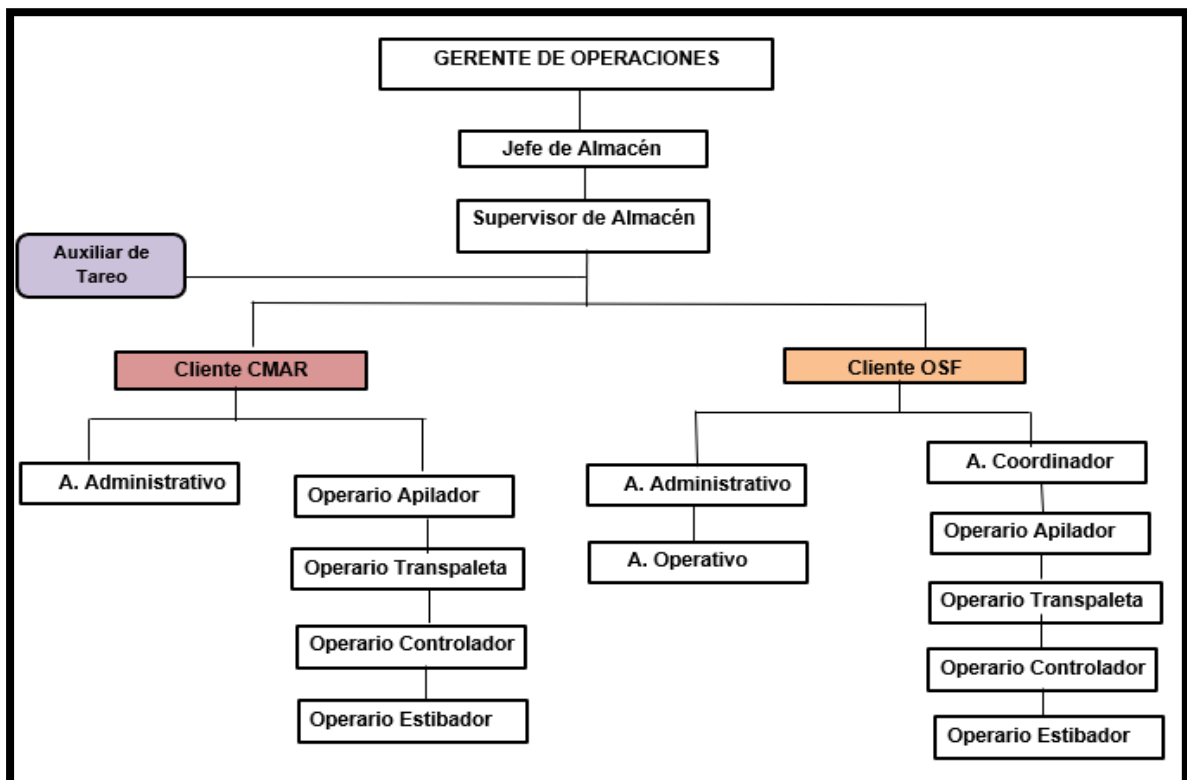 GERENTE DE OPERACIONES
Jefe de Almacén
Supervisor de Almacén
Auxiliar de
Tareo
Cliente CMAR
Cliente OSF
A. Administrativo
Operario Apilador
Operario Transpaleta
Operario Controlador
Operario Estibador
A. Administrativo
A. Operativo
A. Coordinador
Operario Apilador
Operario Transpaleta
Operario Controlador
Operario Estibador